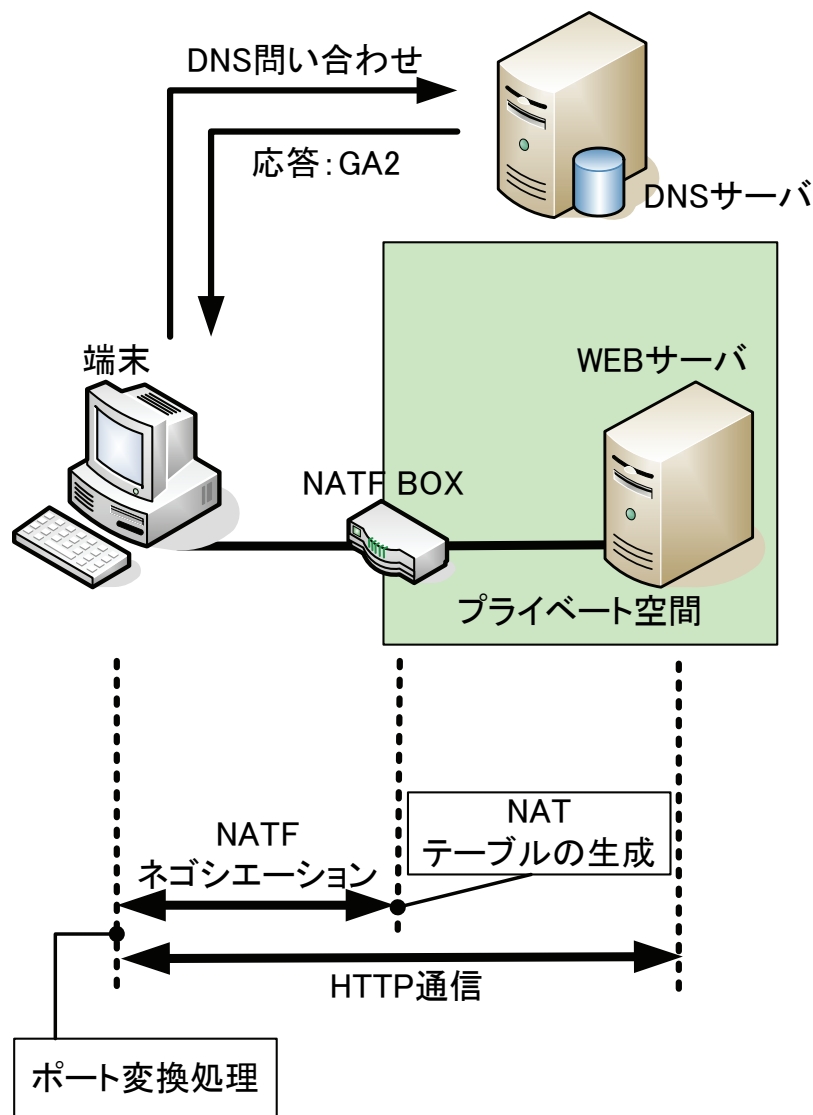 DNS問い合わせ
応答:GA2
DNSサーバ
端末
WEBサーバ
NATF BOX
プライベート空間
NAT
テーブルの生成
NATF
ネゴシエーション
HTTP通信
ポート変換処理